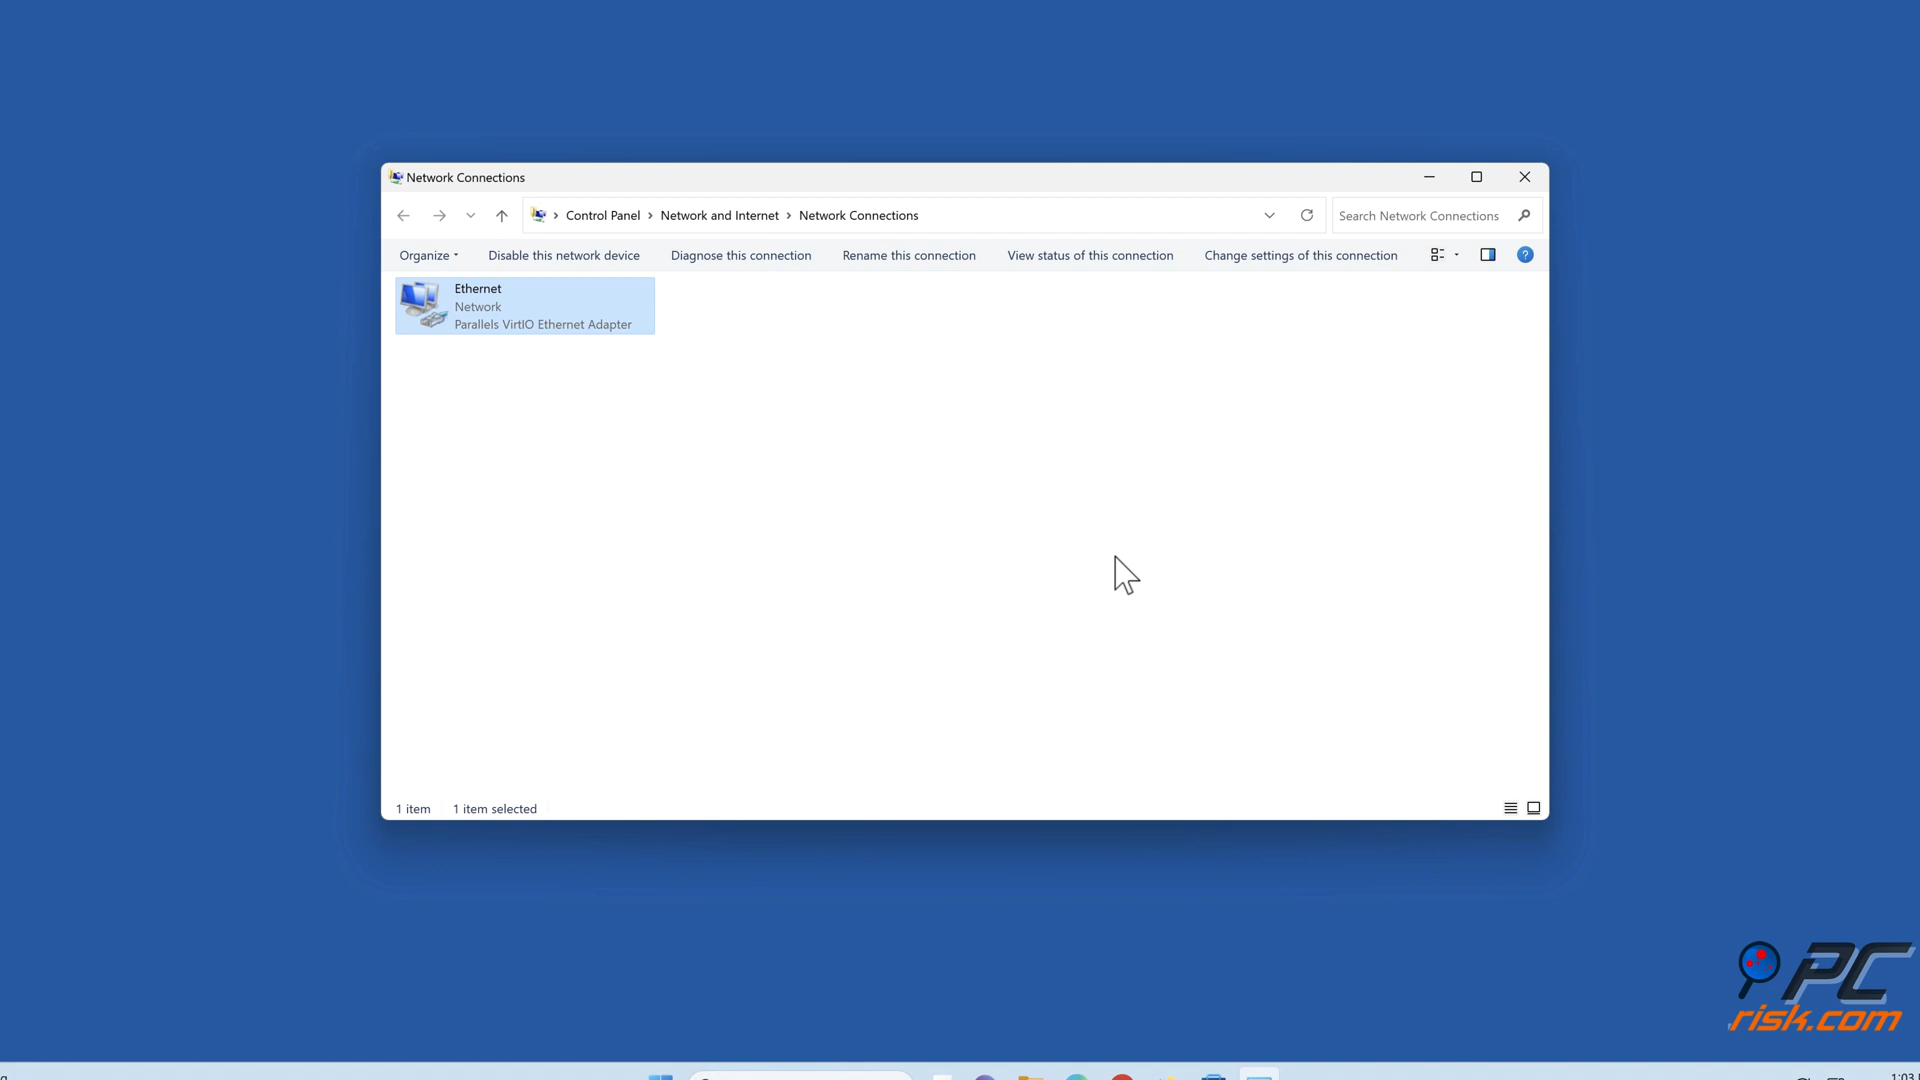 Network Connections
Control Panel > Network and Internet > Network Connections
Search Network Connections
Organize
Disable this network device
Diagnose this connection
Rename this connection
View status of this connection
Change settings of this connection
Ethernet
Network
Parallels VirtIO Ethernet Adapter
1 item
1 item selected
PC
risk.com